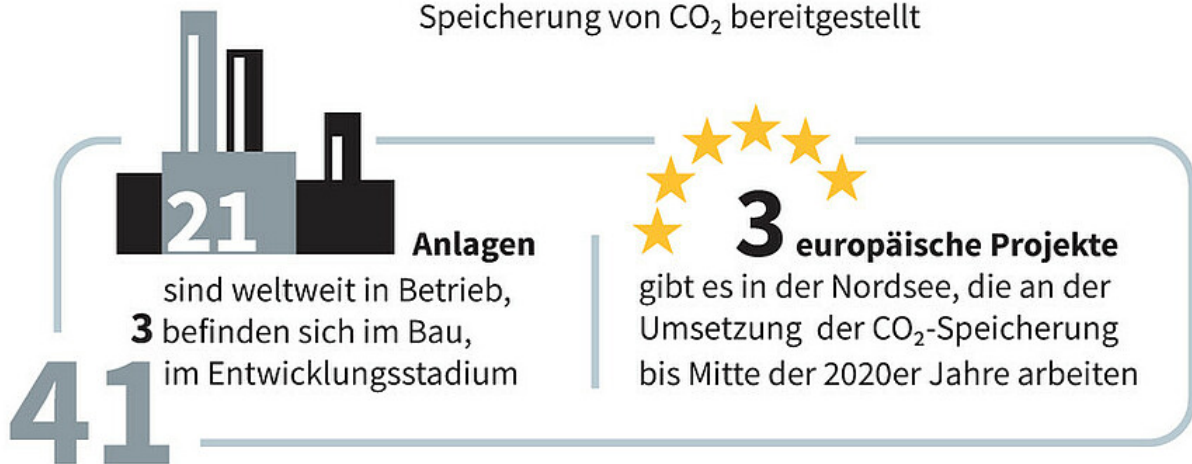 Speicherung von CO₂ bereitgestellt
21 Anlagen
sind weltweit in Betrieb,
3 befinden sich im Bau,
41 im Entwicklungsstadium
3 europäische Projekte
gibt es in der Nordsee, die an der
Umsetzung der CO₂-Speicherung
bis Mitte der 2020er Jahre arbeiten